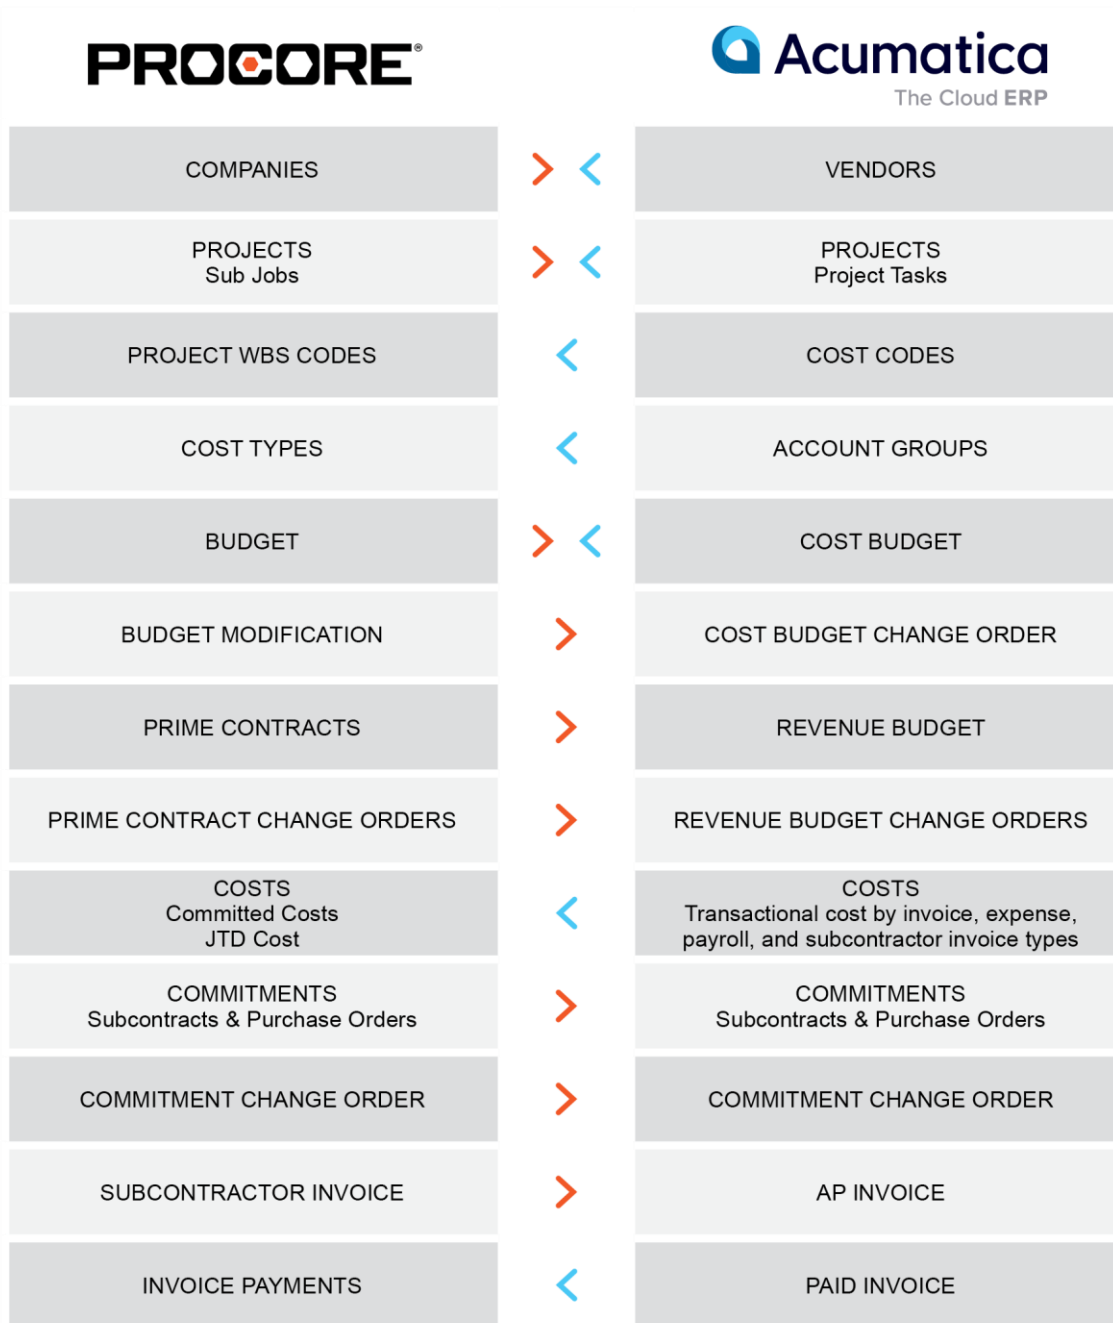 PROCORE®
Acumatica
The Cloud ERP
COMPANIES
VENDORS
PROJECTS
Sub Jobs
PROJECTS
Project Tasks
PROJECT WBS CODES
COST CODES
COST TYPES
ACCOUNT GROUPS
BUDGET
COST BUDGET
BUDGET MODIFICATION
COST BUDGET CHANGE ORDER
PRIME CONTRACTS
REVENUE BUDGET
PRIME CONTRACT CHANGE ORDERS
REVENUE BUDGET CHANGE ORDERS
COSTS
Committed Costs
JTD Cost
COSTS
Transactional cost by invoice, expense,
payroll, and subcontractor invoice types
COMMITMENTS
Subcontracts & Purchase Orders
COMMITMENTS
Subcontracts & Purchase Orders
COMMITMENT CHANGE ORDER
COMMITMENT CHANGE ORDER
SUBCONTRACTOR INVOICE
AP INVOICE
INVOICE PAYMENTS
PAID INVOICE